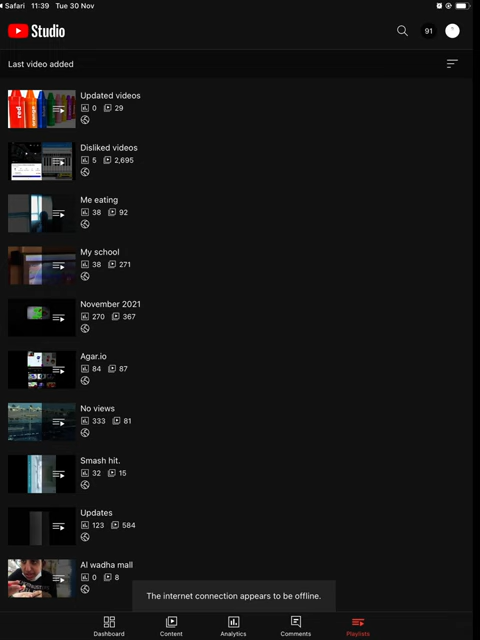 Safari 11:39 Tue 30 Nov
Studio
91
Last video added
Updated videos
0 29
Disliked videos
5 2,695
Me eating
38 92
My school
38 271
November 2021
270 367
Agar.io
84 87
No views
333 81
Smash hit.
32 15
Updates
123 584
Al wadha mall
0 8
The internet connection appears to be offline.
Dashboard Content Analytics Comments Playlists